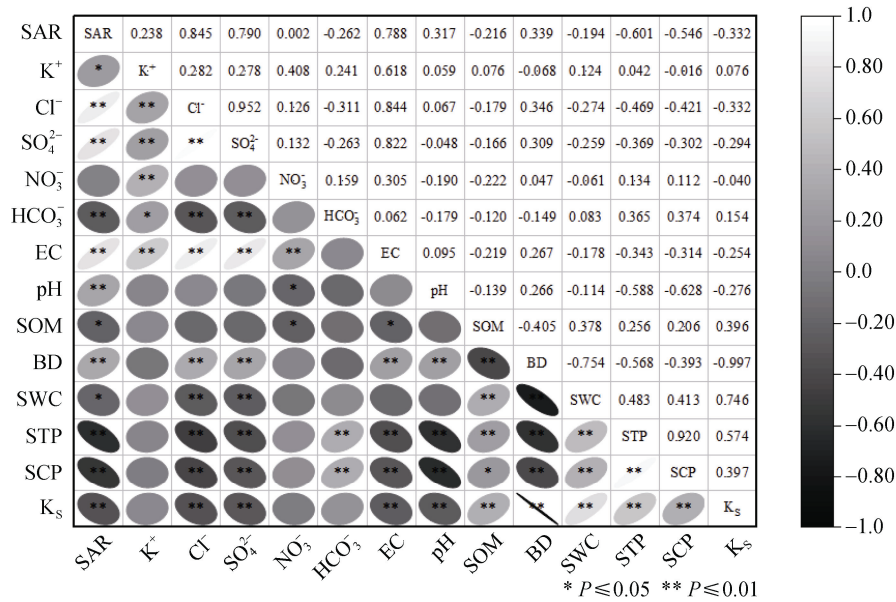 SAR SAR 0.238 0.845 0.790 0.002 -0.262 0.788 0.317 -0.216 0.339 -0.194 -0.601 -0.546 -0.332
K⁺ * K⁺ 0.282 0.278 0.408 0.241 0.618 0.059 0.076 -0.068 0.124 0.042 -0.016 0.076
Cl⁻ ** ** Cl⁻ 0.952 0.126 -0.311 0.844 0.067 -0.179 0.346 -0.274 -0.469 -0.421 -0.332
SO₄²⁻ ** ** ** SO₄²⁻ 0.132 -0.263 0.822 -0.048 -0.166 0.309 -0.259 -0.369 -0.302 -0.294
NO₃⁻ ** NO₃⁻ 0.159 0.305 -0.190 -0.222 0.047 -0.061 0.134 0.112 -0.040
HCO₃⁻ ** * ** ** HCO₃⁻ 0.062 -0.179 -0.120 -0.149 0.083 0.365 0.374 0.154
EC ** ** ** ** ** EC 0.095 -0.219 0.267 -0.178 -0.343 -0.314 -0.254
pH ** * pH -0.139 0.266 -0.114 -0.588 -0.628 -0.276
SOM * * * SOM -0.405 0.378 0.256 0.206 0.396
BD ** ** ** ** ** ** BD -0.754 -0.568 -0.393 -0.997
SWC * ** ** ** ** SWC 0.483 0.413 0.746
STP ** ** ** ** ** ** ** ** ** STP 0.920 0.574
SCP ** ** ** ** ** ** * ** ** ** SCP 0.397
K_S ** ** ** ** ** ** ** ** ** ** K_S
SAR K⁺ Cl⁻ SO₄²⁻ NO₃⁻ HCO₃⁻ EC pH SOM BD SWC STP SCP K_S
* P≤0.05 ** P≤0.01
1.0
0.80
0.60
0.40
0.20
0.0
−0.20
−0.40
−0.60
−0.80
−1.0